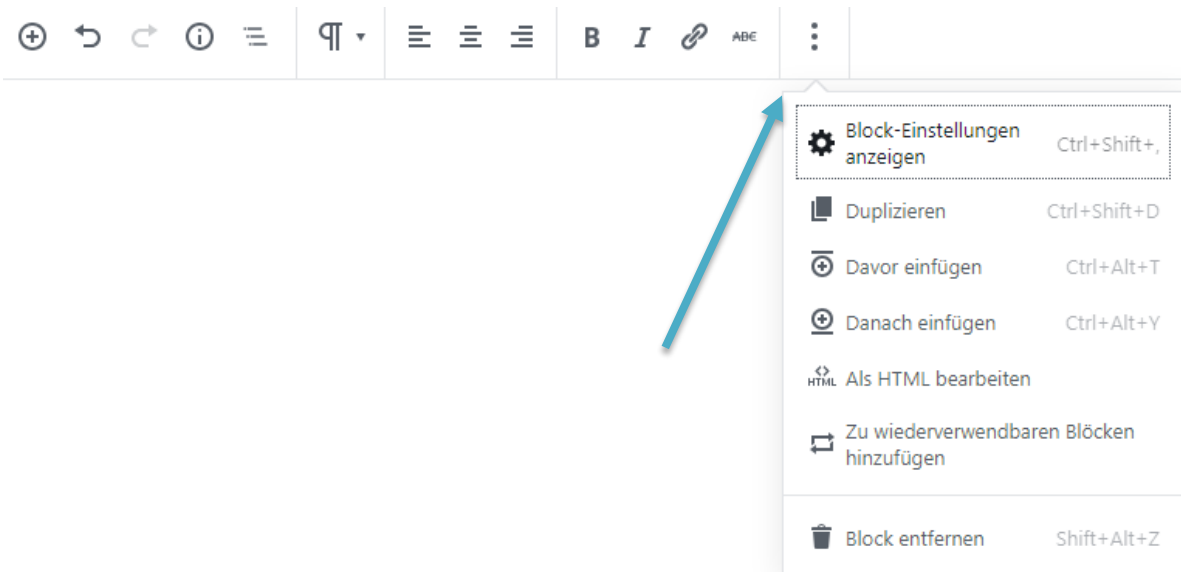 B I ABC
Block-Einstellungen
anzeigen
Ctrl+Shift+,
Duplizieren Ctrl+Shift+D
Davor einfügen Ctrl+Alt+T
Danach einfügen Ctrl+Alt+Y
HTML Als HTML bearbeiten
Zu wiederverwendbaren Blöcken
hinzufügen
Block entfernen Shift+Alt+Z